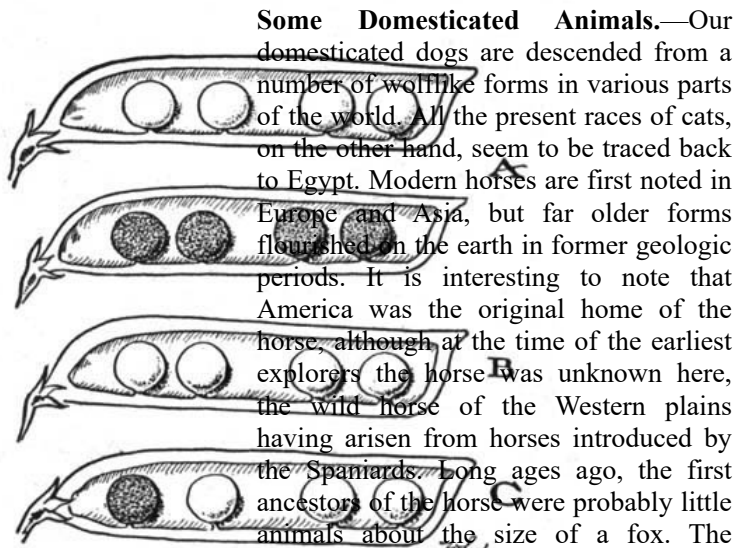 Some Domesticated Animals.—Our
domesticated dogs are descended from a
number of wolflike forms in various parts
of the world. All the present races of cats,
on the other hand, seem to be traced back
A
to Egypt. Modern horses are first noted in
Europe and Asia, but far older forms
flourished on the earth in former geologic
periods. It is interesting to note that
America was the original home of the
horse, although at the time of the earliest
explorers the horse was unknown here,
B
the wild horse of the Western plains
having arisen from horses introduced by
the Spaniards. Long ages ago, the first
ancestors of the horse were probably little
C
animals about the size of a fox. The